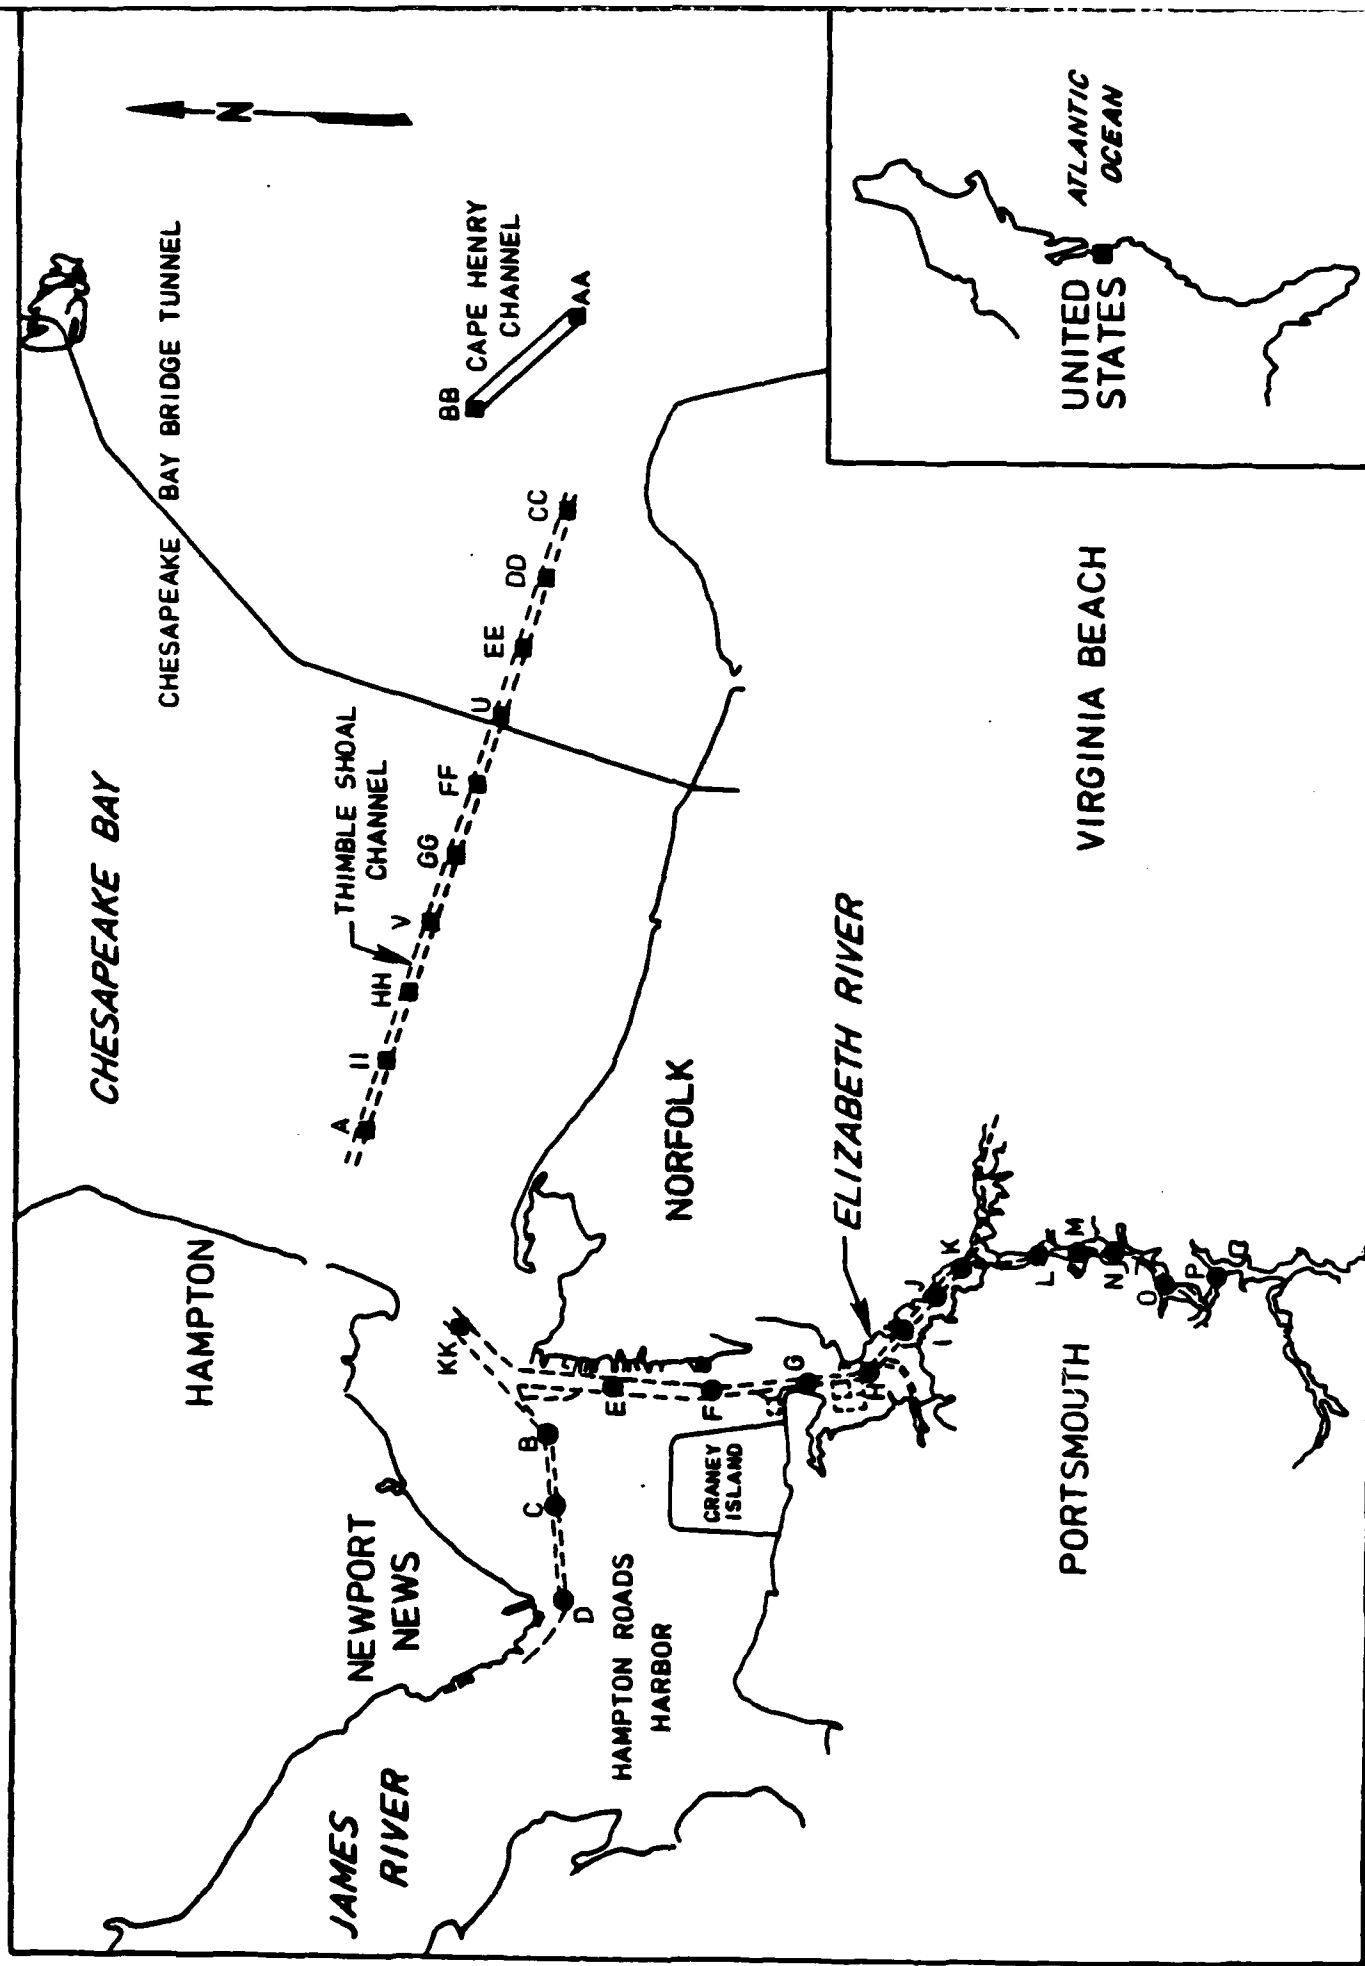 CHESAPEAKE BAY
CHESAPEAKE BAY BRIDGE TUNNEL
N
HAMPTON
THIMBLE SHOAL
CHANNEL
A
II
HH
V
GG
FF
U
EE
DD
CC
BB
CAPE HENRY
CHANNEL
AA
JAMES
RIVER
NEWPORT
NEWS
KK
B
C
D
HAMPTON ROADS
HARBOR
CRANEY
ISLAND
NORFOLK
E
F
G
H
ELIZABETH RIVER
I
J
K
L
M
N
O
P
Q
PORTSMOUTH
VIRGINIA BEACH
UNITED
STATES
ATLANTIC
OCEAN